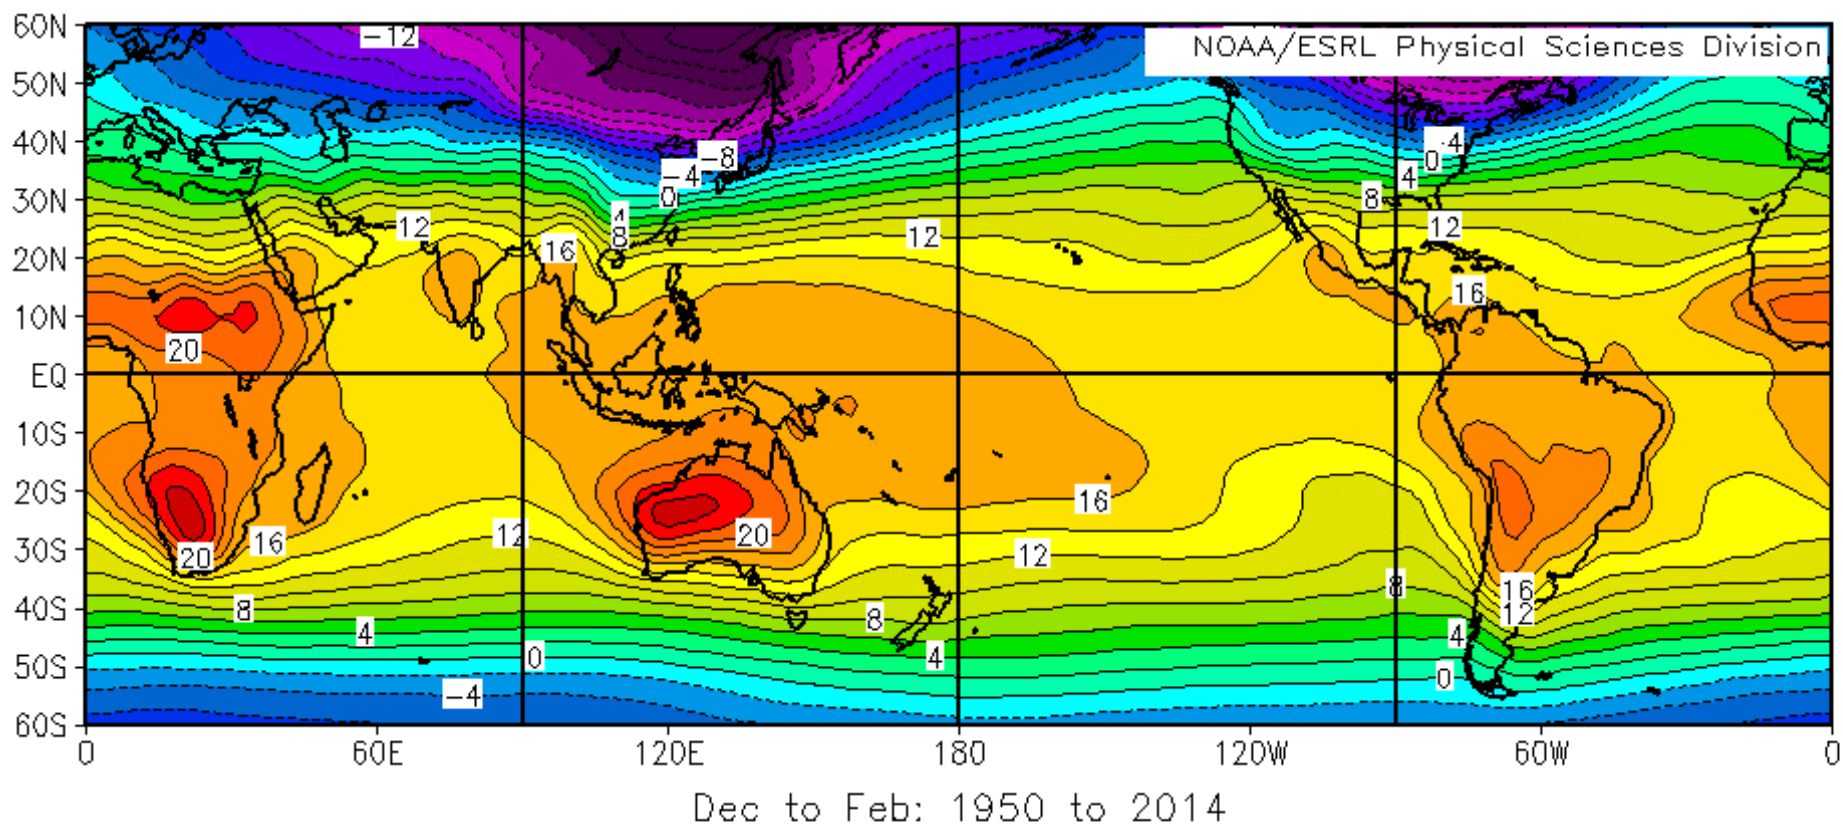 60N
50N
40N
30N
20N
10N
EQ
10S
20S
30S
40S
50S
60S
NOAA/ESRL Physical Sciences Division
-12
-8
-4
0
4
8
12
16
20
12
16
12
8
4
0
-4
12
16
20
16
8
4
0
-4
12
20
8
4
12
16
8
4
0
16
12
0
60E
120E
180
120W
60W
0
Dec to Feb: 1950 to 2014